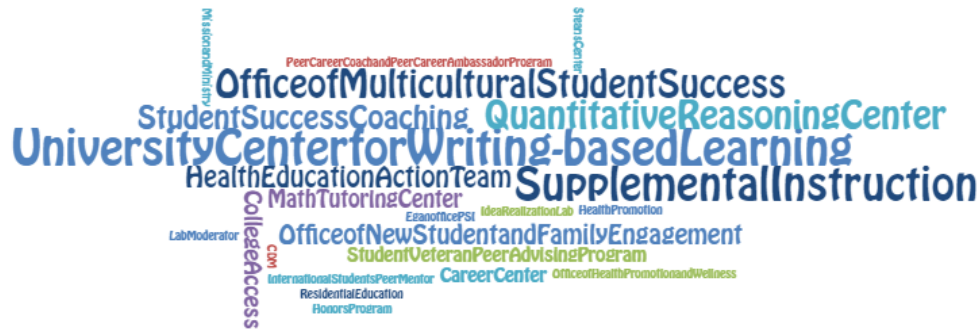 MissionandMinistry
SteansCenter
PeerCareerCoachandPeerCareerAmbassadorProgram
OfficeofMulticulturalStudentSuccess
StudentSuccessCoaching
QuantitativeReasoningCenter
UniversityCenterforWriting-basedLearning
HealthEducationActionTeam
SupplementalInstruction
MathTutoringCenter
CollegeAccess
IdeaRealizationLab
HealthPromotion
EganofficePSI
LabModerator
OfficeofNewStudentandFamilyEngagement
CDM
StudentVeteranPeerAdvisingProgram
InternationalStudentsPeerMentor
CareerCenter
OfficeofHealthPromotionandWellness
ResidentialEducation
HonorsProgram